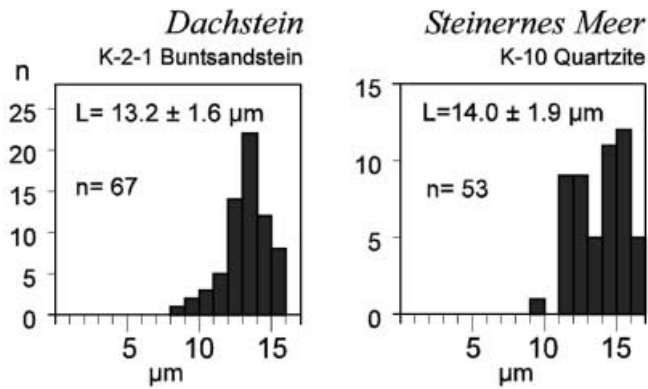 Dachstein
K-2-1 Buntsandstein
n
L= 13.2 ± 1.6 µm
n= 67
25
20
15
10
5
0
5 10 15
µm
Steinernes Meer
K-10 Quartzite
15
L=14.0 ± 1.9 µm
10
n= 53
5
0
5 10 15
µm